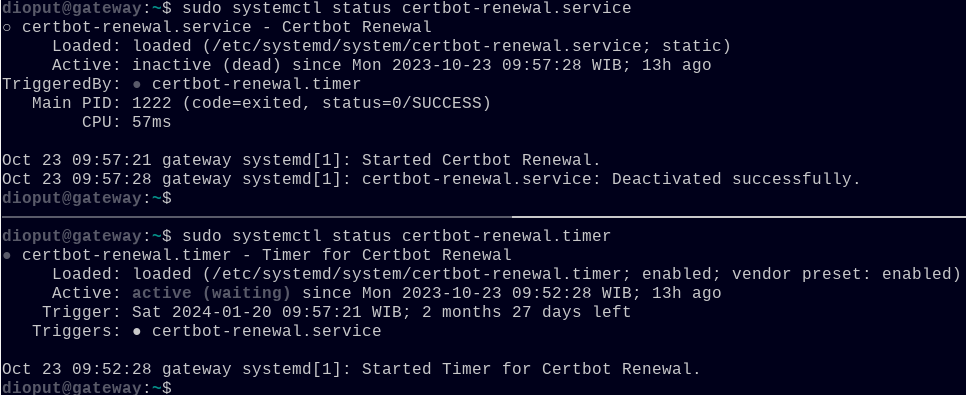 dioput@gateway:~$ sudo systemctl status certbot-renewal.service
○ certbot-renewal.service - Certbot Renewal
     Loaded: loaded (/etc/systemd/system/certbot-renewal.service; static)
     Active: inactive (dead) since Mon 2023-10-23 09:57:28 WIB; 13h ago
TriggeredBy: ● certbot-renewal.timer
   Main PID: 1222 (code=exited, status=0/SUCCESS)
        CPU: 57ms

Oct 23 09:57:21 gateway systemd[1]: Started Certbot Renewal.
Oct 23 09:57:28 gateway systemd[1]: certbot-renewal.service: Deactivated successfully.
dioput@gateway:~$
dioput@gateway:~$ sudo systemctl status certbot-renewal.timer
● certbot-renewal.timer - Timer for Certbot Renewal
     Loaded: loaded (/etc/systemd/system/certbot-renewal.timer; enabled; vendor preset: enabled)
     Active: active (waiting) since Mon 2023-10-23 09:52:28 WIB; 13h ago
    Trigger: Sat 2024-01-20 09:57:21 WIB; 2 months 27 days left
   Triggers: ● certbot-renewal.service

Oct 23 09:52:28 gateway systemd[1]: Started Timer for Certbot Renewal.
dioput@gateway:~$